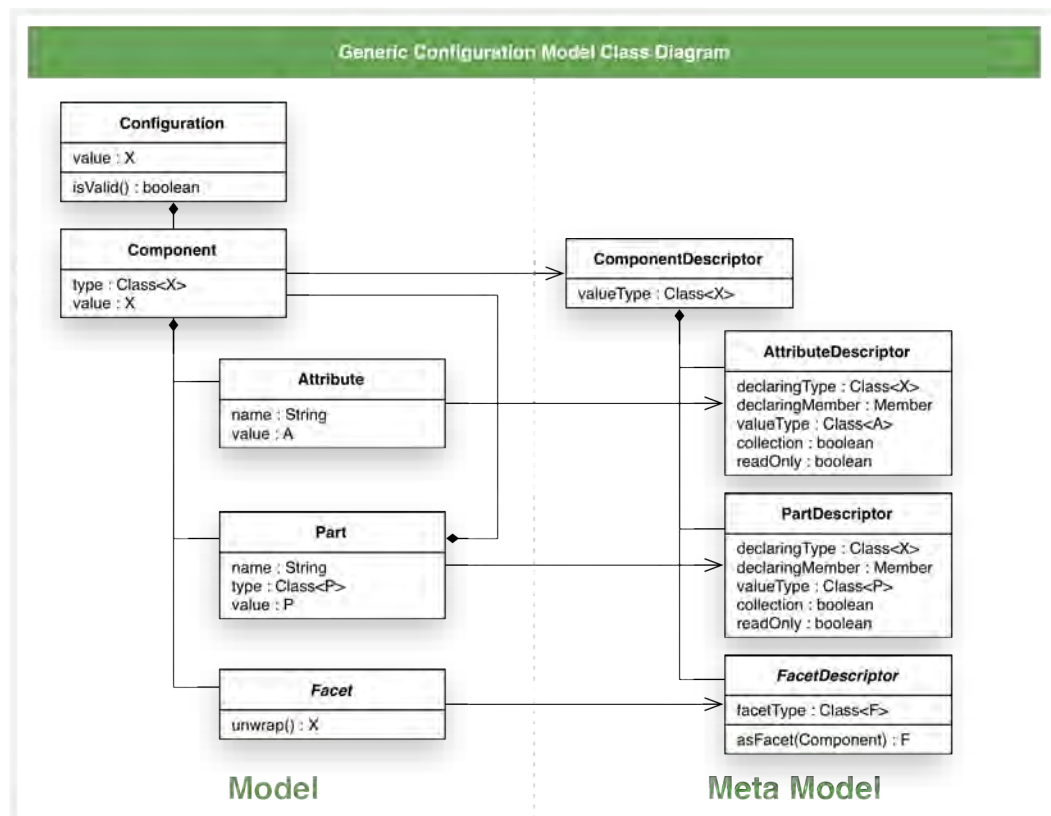 Generic Configuration Model Class Diagram
Configuration
value : X
isValid() : boolean
Component
type : Class<X>
value : X
Attribute
name : String
value : A
Part
name : String
type : Class<P>
value : P
Facet
unwrap() : X
Model
ComponentDescriptor
valueType : Class<X>
AttributeDescriptor
declaringType : Class<X>
declaringMember : Member
valueType : Class<A>
collection : boolean
readOnly : boolean
PartDescriptor
declaringType : Class<X>
declaringMember : Member
valueType : Class<P>
collection : boolean
readOnly : boolean
FacetDescriptor
facetType : Class<F>
asFacet(Component) : F
Meta Model